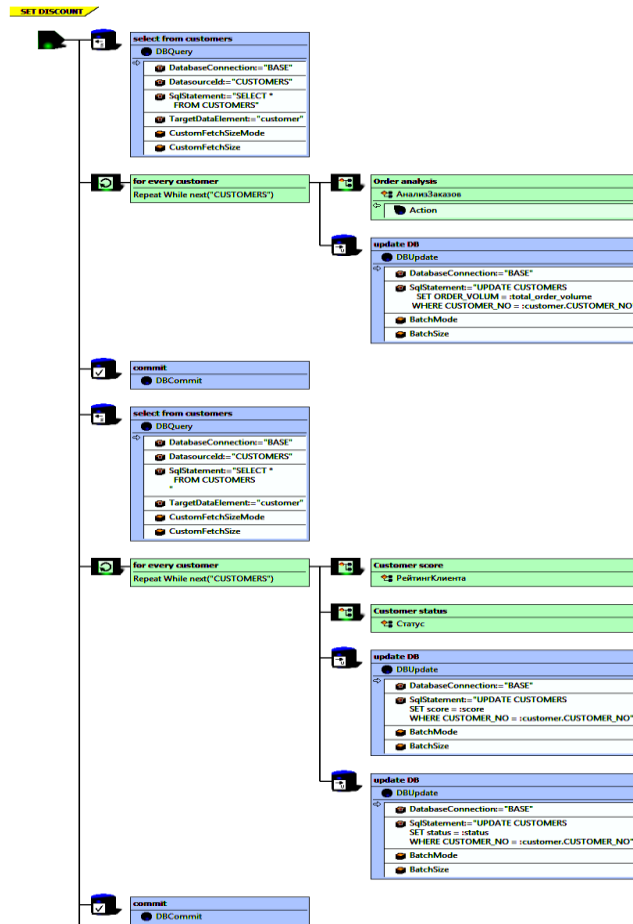 SET DISCOUNT
select from customers
DBQuery
DatabaseConnection:="BASE"
DatasourceId:="CUSTOMERS"
SqlStatement:="SELECT *
FROM CUSTOMERS"
TargetDataElement:="customer"
CustomFetchSizeMode
CustomFetchSize
for every customer
Repeat While next("CUSTOMERS")
Order analysis
АнализЗаказов
Action
update DB
DBUpdate
DatabaseConnection:="BASE"
SqlStatement:="UPDATE CUSTOMERS
SET ORDER_VOLUM = :total_order_volume
WHERE CUSTOMER_NO = :customer.CUSTOMER_NO"
BatchMode
BatchSize
commit
DBCommit
select from customers
DBQuery
DatabaseConnection:="BASE"
DatasourceId:="CUSTOMERS"
SqlStatement:="SELECT *
FROM CUSTOMERS
"
TargetDataElement:="customer"
CustomFetchSizeMode
CustomFetchSize
for every customer
Repeat While next("CUSTOMERS")
Customer score
РейтингКлиента
Customer status
Статус
update DB
DBUpdate
DatabaseConnection:="BASE"
SqlStatement:="UPDATE CUSTOMERS
SET score = :score
WHERE CUSTOMER_NO = :customer.CUSTOMER_NO"
BatchMode
BatchSize
update DB
DBUpdate
DatabaseConnection:="BASE"
SqlStatement:="UPDATE CUSTOMERS
SET status = :status
WHERE CUSTOMER_NO = :customer.CUSTOMER_NO"
BatchMode
BatchSize
commit
DBCommit